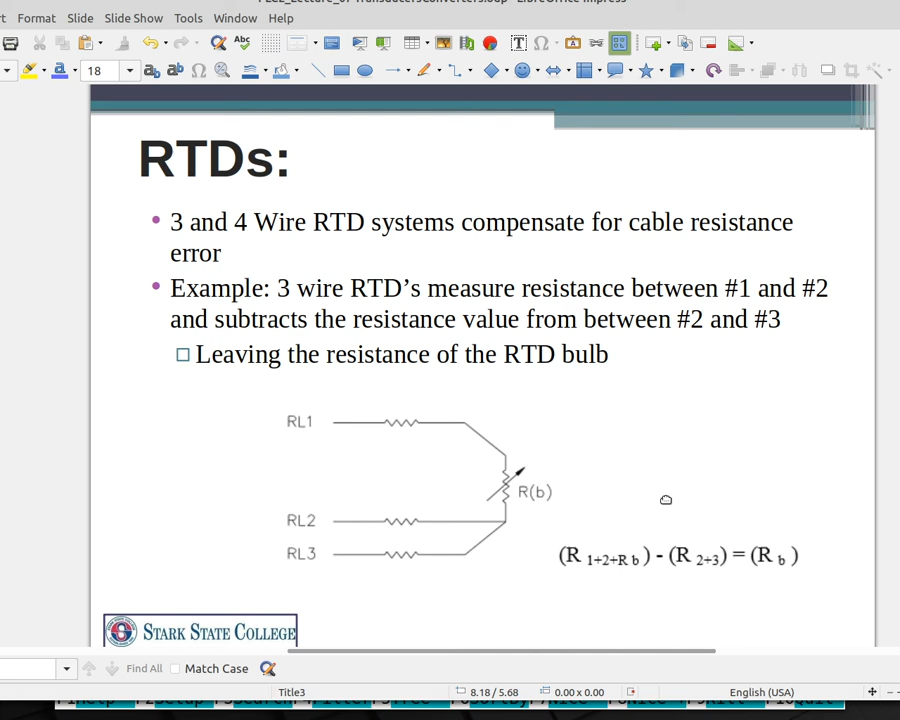 Format Slide Slide Show Tools Window Help
18
RTDs:
3 and 4 Wire RTD systems compensate for cable resistance
error
Example: 3 wire RTD’s measure resistance between #1 and #2
and subtracts the resistance value from between #2 and #3
Leaving the resistance of the RTD bulb
RL1
R(b)
RL2
RL3
(R 1+2+R b ) - (R 2+3) = (R b )
STARK STATE COLLEGE
Find All Match Case
Title3 8.18 / 5.68 0.00 x 0.00 English (USA)